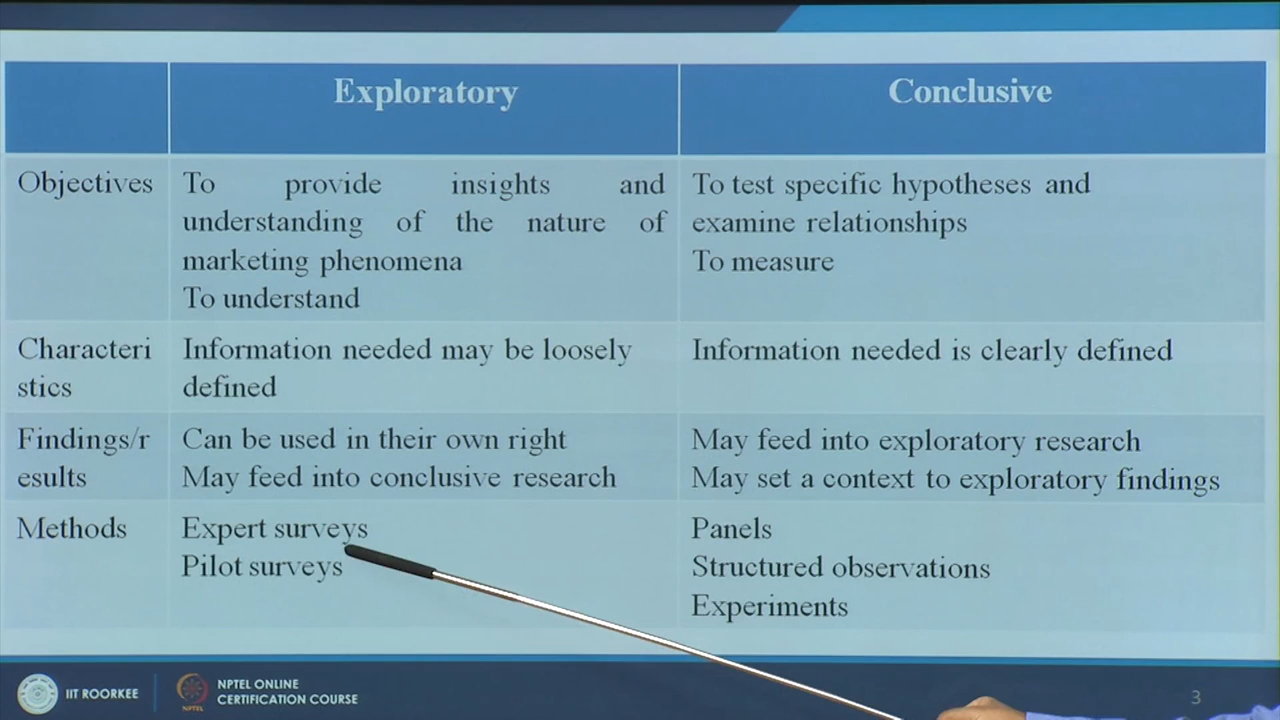 Exploratory
Conclusive
Objectives
To provide insights and
understanding of the nature of
marketing phenomena
To understand
To test specific hypotheses and
examine relationships
To measure
Characteri
stics
Information needed may be loosely
defined
Information needed is clearly defined
Findings/r
esults
Can be used in their own right
May feed into conclusive research
May feed into exploratory research
May set a context to exploratory findings
Methods
Expert surveys
Pilot surveys
Panels
Structured observations
Experiments
IIT ROORKEE
NPTEL
NPTEL ONLINE
CERTIFICATION COURSE
3